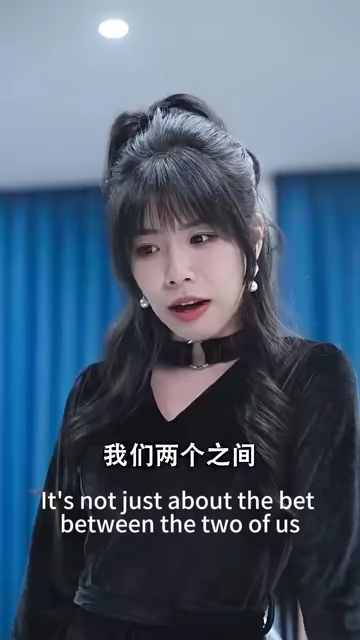 我们两个之间
It's not just about the bet
between the two of us